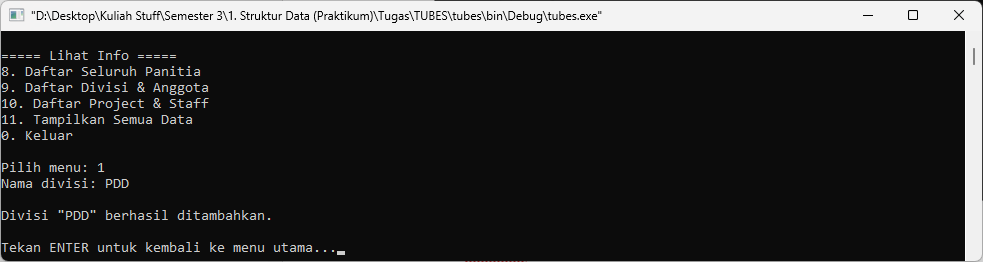 "D:\Desktop\Kuliah Stuff\Semester 3\1. Struktur Data (Praktikum)\Tugas\TUBES\tubes\bin\Debug\tubes.exe"
===== Lihat Info =====
8. Daftar Seluruh Panitia
9. Daftar Divisi & Anggota
10. Daftar Project & Staff
11. Tampilkan Semua Data
0. Keluar
Pilih menu: 1
Nama divisi: PDD
Divisi "PDD" berhasil ditambahkan.
Tekan ENTER untuk kembali ke menu utama...